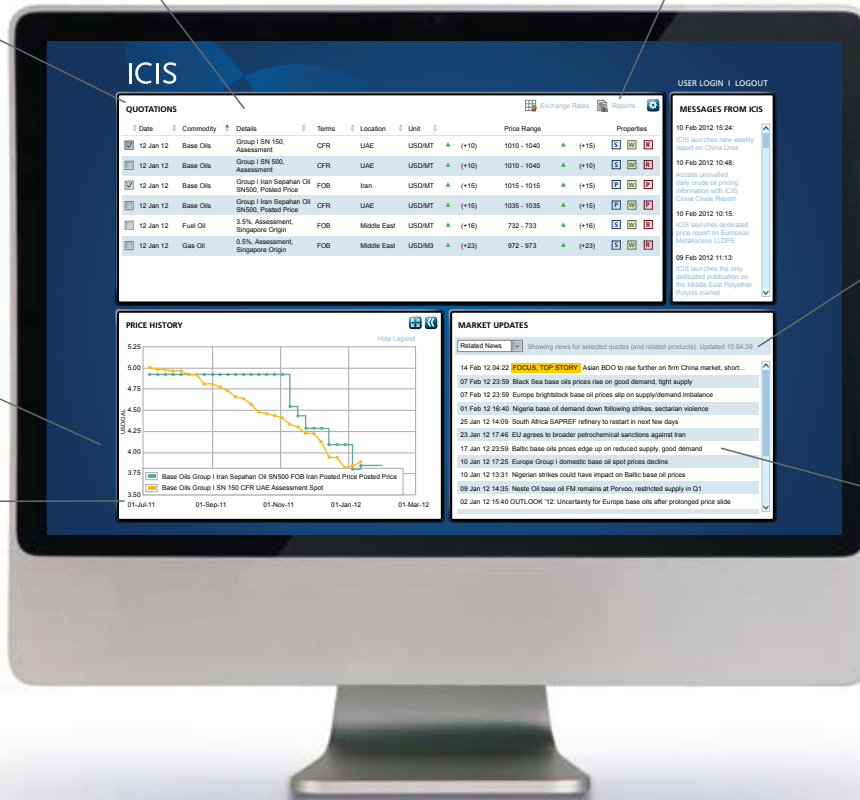 ICIS
USER LOGIN I LOGOUT
QUOTATIONS
Exchange Rates Reports
Date Commodity Details Terms Location Unit Price Range Properties
12 Jan 12 Base Oils Group I SN 150, Assessment CFR UAE USD/MT (+10) 1010 - 1040 (+15) S W R
12 Jan 12 Base Oils Group I SN 500, Assessment CFR UAE USD/MT (+10) 1010 - 1040 (+10) S W R
12 Jan 12 Base Oils Group I Iran Sepahan Oil SN500, Posted Price FOB Iran USD/MT (+15) 1015 - 1015 (+15) P W P
12 Jan 12 Base Oils Group I Iran Sepahan Oil SN500, Posted Price CFR UAE USD/MT (+15) 1035 - 1035 (+15) P W P
12 Jan 12 Fuel Oil 3.5%, Assessment, Singapore Origin FOB Middle East USD/MT (+16) 732 - 733 (+16) S W R
12 Jan 12 Gas Oil 0.5%, Assessment, Singapore Origin FOB Middle East USD/M3 (+23) 972 - 973 (+23) S W R
MESSAGES FROM ICIS
10 Feb 2012 15:24:
ICIS launches new weekly
report on China Urea
10 Feb 2012 10:48:
Access unrivalled
daily crude oil pricing
information with ICIS
China Crude Report
10 Feb 2012 10:15:
ICIS launches dedicated
price report on European
Metallocens LLDPE
09 Feb 2012 11:13:
ICIS launches the only
dedicated publication on
the Middle East Polyether
Polyols market
PRICE HISTORY
Hide Legend
5.25
5.00
4.75
4.50
4.25
4.00
3.75
3.50
USD/GAL
Base Oils Group I Iran Sepahan Oil SN500 FOB Iran Posted Price Posted Price
Base Oils Group I SN 150 CFR UAE Assessment Spot
01-Jul-11 01-Sep-11 01-Nov-11 01-Jan-12 01-Mar-12
MARKET UPDATES
Related News Showing news for selected quotes (and related products). Updated 10:04:39
14 Feb 12 04:22 FOCUS, TOP STORY Asian BDO to rise further on firm China market, short...
07 Feb 12 23:59 Black Sea base oils prices rise on good demand, tight supply
07 Feb 12 23:59 Europe brightstock base oil prices slip on supply/demand imbalance
01 Feb 12 16:40 Nigeria base oil demand down following strikes, sectarian violence
25 Jan 12 14:09 South Africa SAPREF refinery to restart in next few days
23 Jan 12 17:46 EU agrees to broader petrochemical sanctions against Iran
17 Jan 12 23:59 Baltic base oils prices edge up on reduced supply, good demand
10 Jan 12 17:25 Europe Group I domestic base oil spot prices decline
10 Jan 12 13:31 Nigerian strikes could have impact on Baltic base oil prices
09 Jan 12 14:35 Neste Oil base oil FM remains at Porvoo, restricted supply in Q1
02 Jan 12 15:40 OUTLOOK '12: Uncertainty for Europe base oils after prolonged price slide